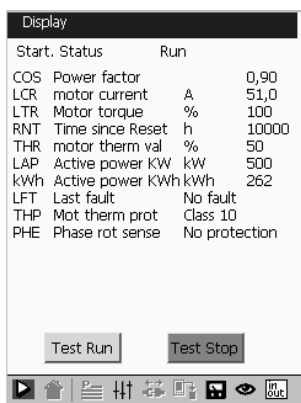 Display
Start. Status Run
COS Power factor 0,90
LCR motor current A 51,0
LTR Motor torque % 100
RNT Time since Reset h 10000
THR motor therm val % 50
LAP Active power KW kW 500
kWh Active power KWh kWh 262
LFT Last fault No fault
THP Mot therm prot Class 10
PHE Phase rot sense No protection
Test Run Test Stop
in
out